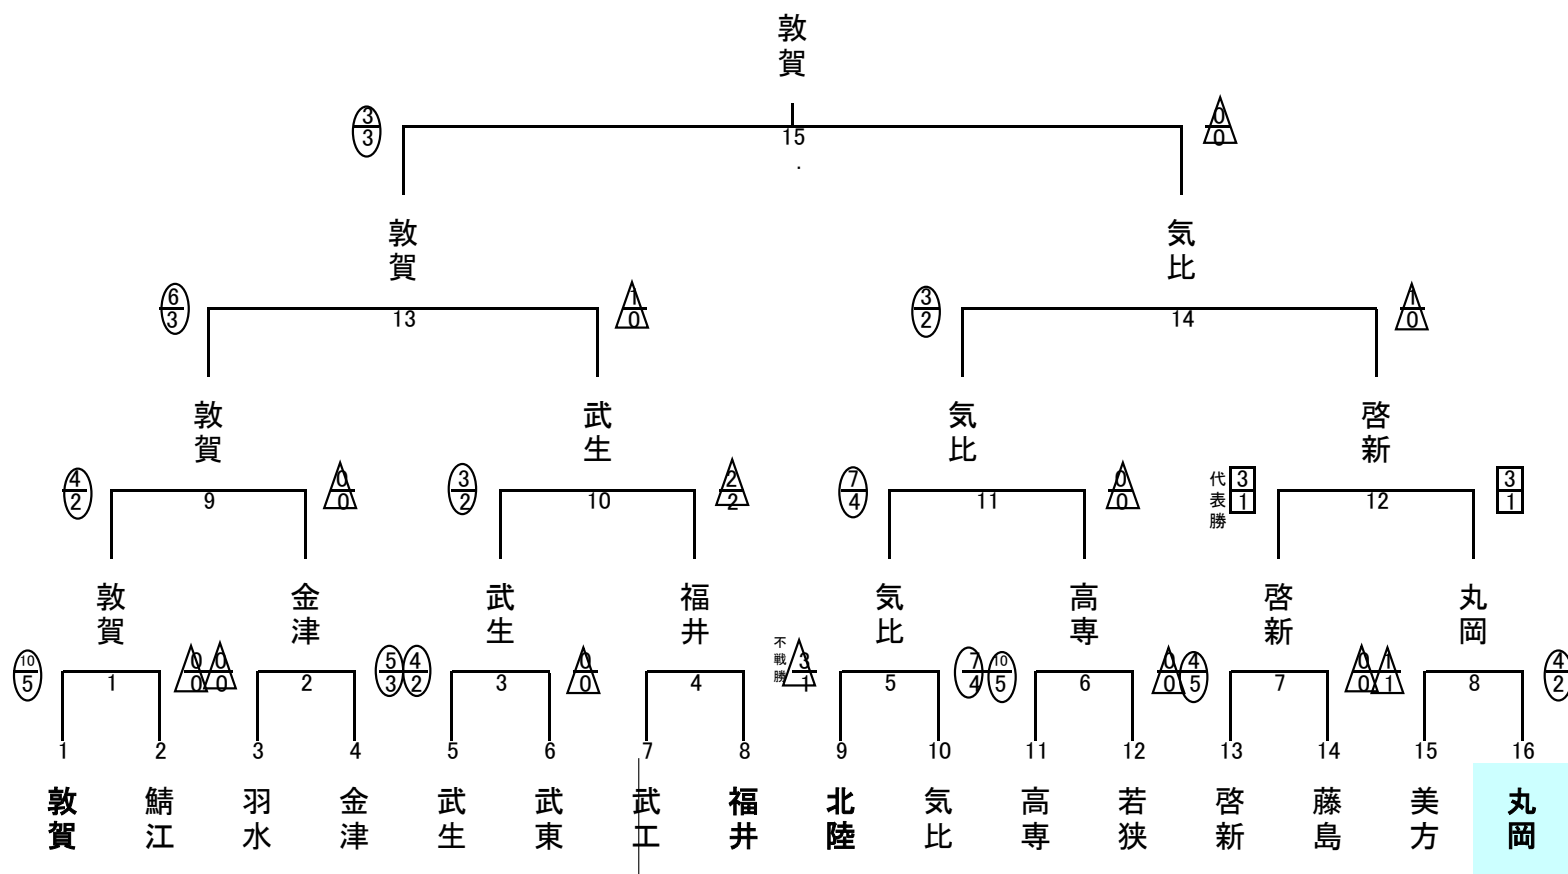 敦賀
3 0
3 0
15
敦賀 気比
6 1 3 1
3 0 2 0
13 14
敦賀 武生 気比 啓新
4 0 3 2 7 0 代表勝 3 3
2 0 2 2 4 0 1 1
9 10 11 12
敦賀 金津 武生 福井 気比 高専 啓新 丸岡
10 0 0 5 4 0 不戦勝 3 7 10 0 4 0 1 4
5 0 0 3 2 0 1 4 5 0 5 0 1 2
1 2 3 4 5 6 7 8
1 2 3 4 5 6 7 8 9 10 11 12 13 14 15 16
敦賀 鯖江 羽水 金津 武生 武東 武工 福井 北陸 気比 高専 若狭 啓新 藤島 美方 丸岡